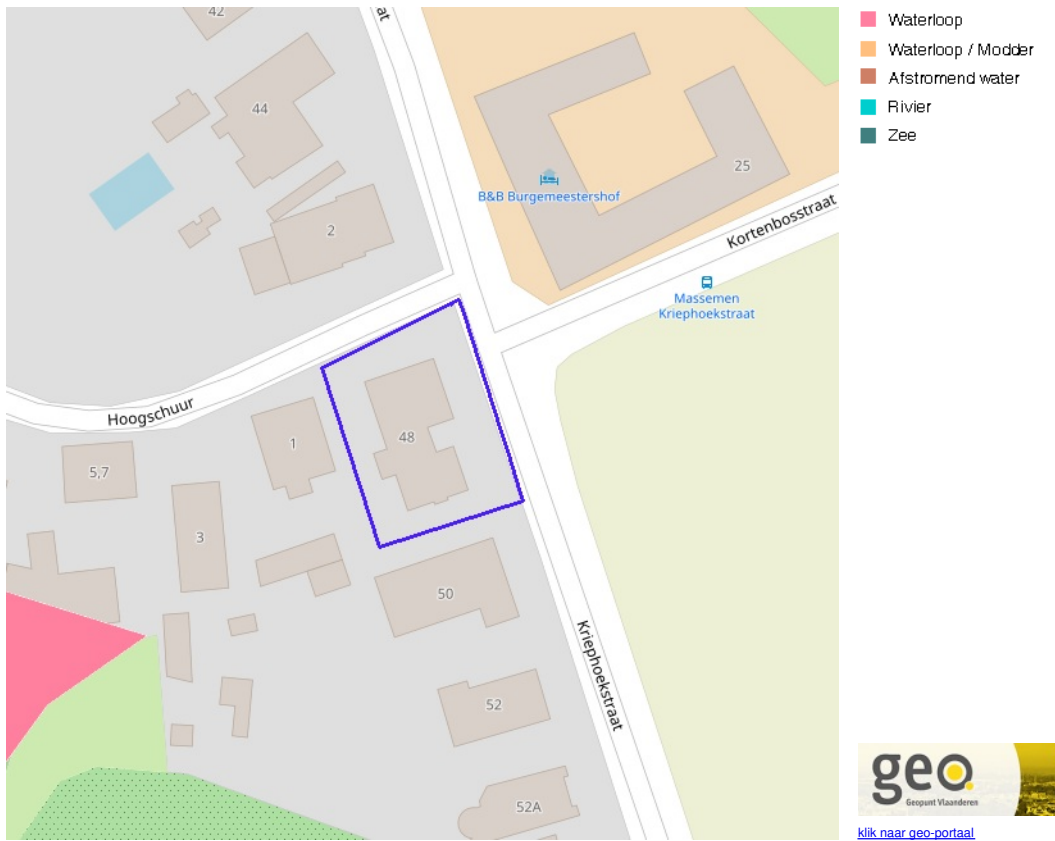 42
at
44
2
25
B&B Burgemeestershof
Kortenbosstraat
Massemen
Kriephoekstraat
Hoogschuur
1
48
5,7
3
50
Kriephoekstraat
52
52A
Waterloop
Waterloop / Modder
Afstromend water
Rivier
Zee
geo.
Geopunt Vlaanderen
klik naar geo-portaal